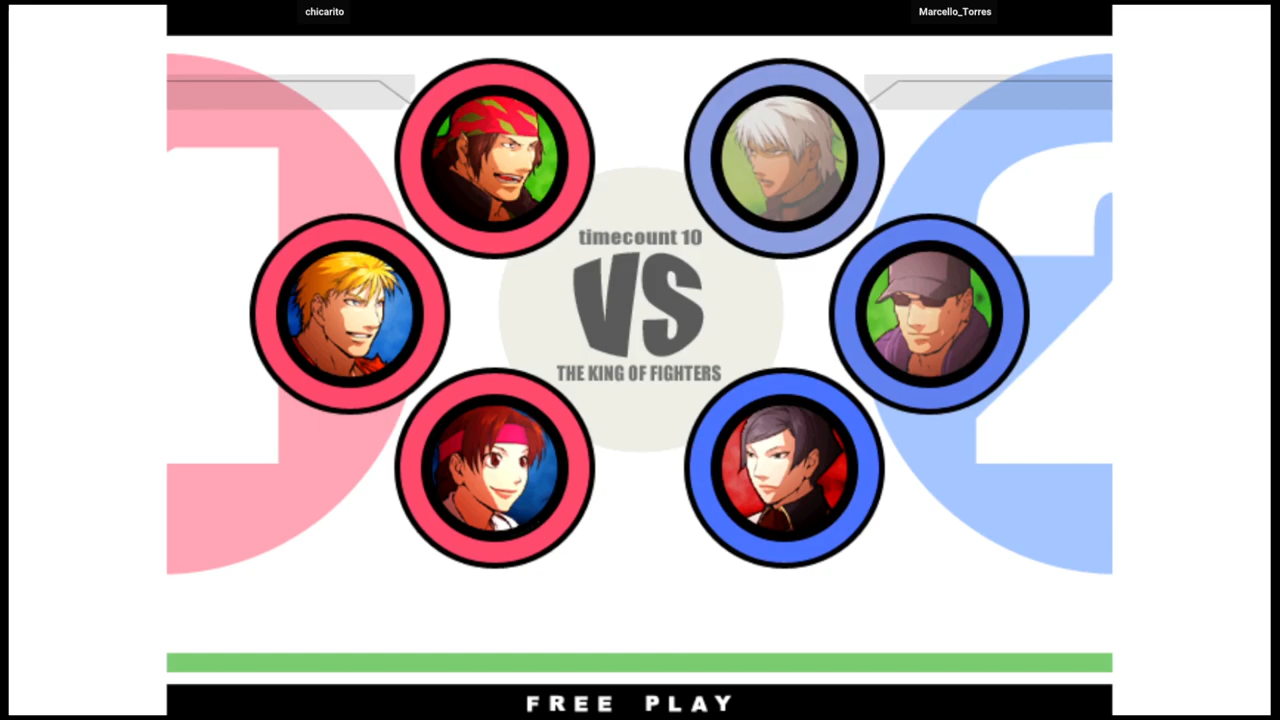 chicarito
Marcello_Torres
timecount 10
VS
THE KING OF FIGHTERS
FREE PLAY